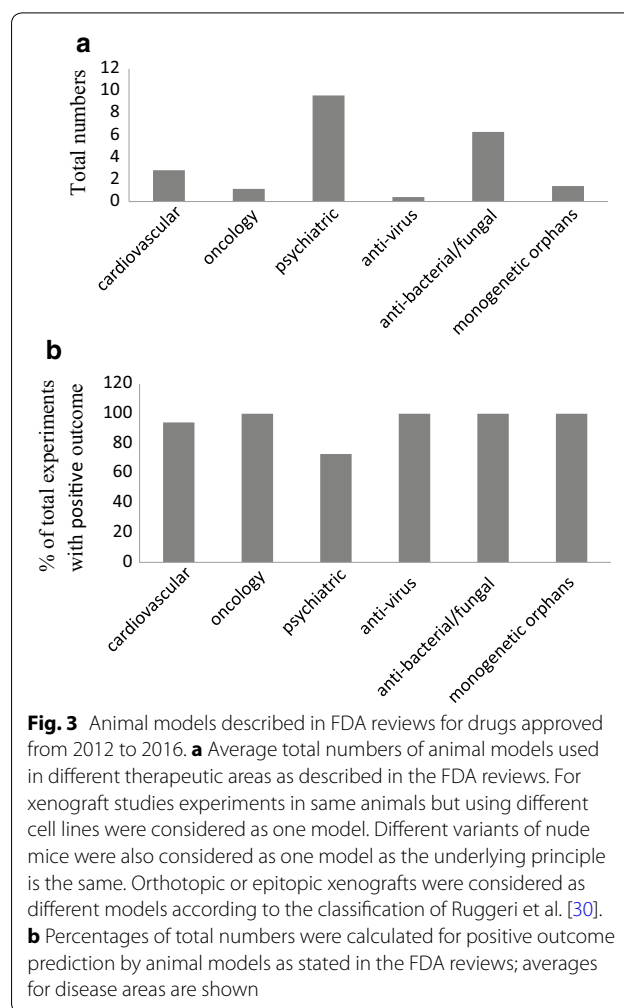 a
Total numbers
12
10
8
6
4
2
0
cardiovascular
oncology
psychiatric
anti-virus
anti-bacterial/fungal
monogenetic orphans
b
% of total experiments
with positive outcome
120
100
80
60
40
20
0
cardiovascular
oncology
psychiatric
anti-virus
anti-bacterial/fungal
monogenetic orphans
Fig. 3 Animal models described in FDA reviews for drugs approved
from 2012 to 2016. a Average total numbers of animal models used
in different therapeutic areas as described in the FDA reviews. For
xenograft studies experiments in same animals but using different
cell lines were considered as one model. Different variants of nude
mice were also considered as one model as the underlying principle
is the same. Orthotopic or epitopic xenografts were considered as
different models according to the classification of Ruggeri et al. [30].
b Percentages of total numbers were calculated for positive outcome
prediction by animal models as stated in the FDA reviews; averages
for disease areas are shown